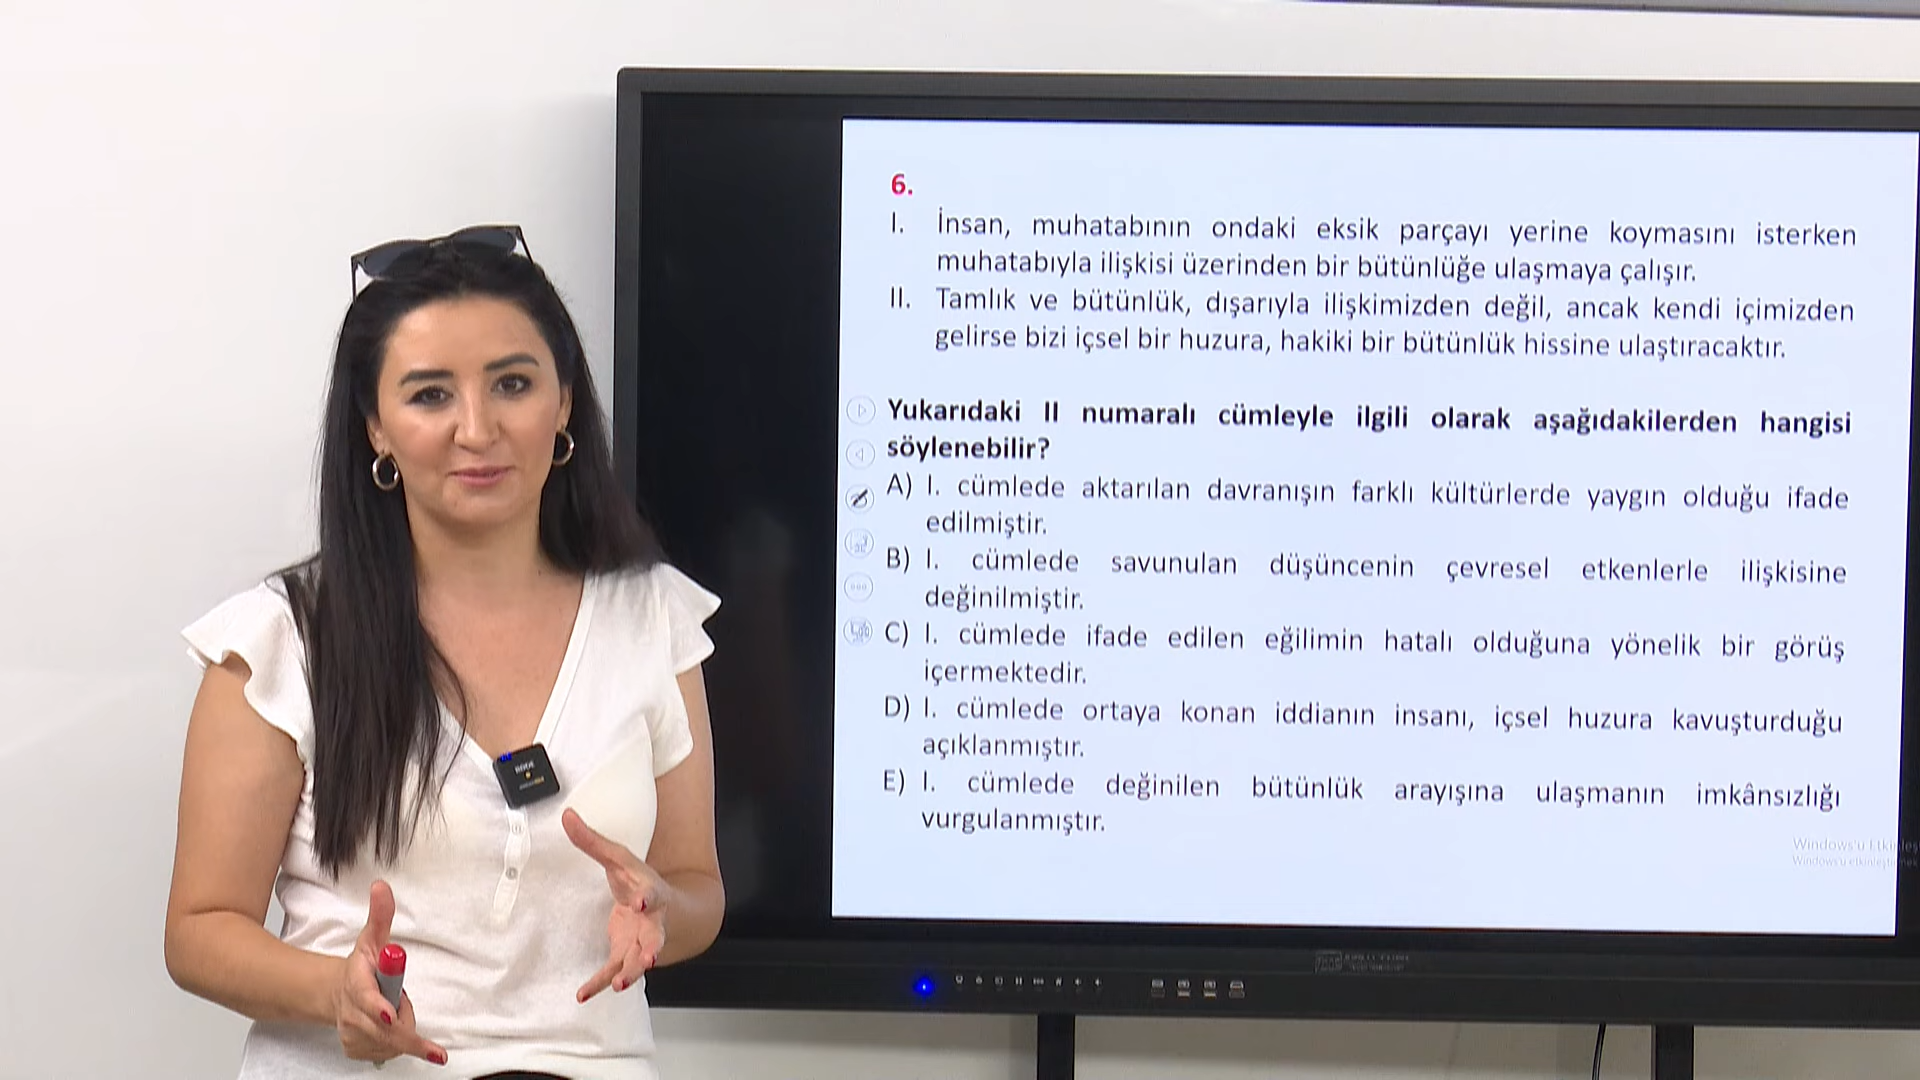 6.
I. İnsan, muhatabının ondaki eksik parçayı yerine koymasını isterken
muhatabıyla ilişkisi üzerinden bir bütünlüğe ulaşmaya çalışır.
II. Tamlık ve bütünlük, dışarıyla ilişkimizden değil, ancak kendi içimizden
gelirse bizi içsel bir huzura, hakiki bir bütünlük hissine ulaştıracaktır.
Yukarıdaki II numaralı cümleyle ilgili olarak aşağıdakilerden hangisi
söylenebilir?
A) I. cümlede aktarılan davranışın farklı kültürlerde yaygın olduğu ifade
edilmiştir.
B) I. cümlede savunulan düşüncenin çevresel etkenlerle ilişkisine
değinilmiştir.
C) I. cümlede ifade edilen eğilimin hatalı olduğuna yönelik bir görüş
içermektedir.
D) I. cümlede ortaya konan iddianın insanı, içsel huzura kavuşturduğu
açıklanmıştır.
E) I. cümlede değinilen bütünlük arayışına ulaşmanın imkânsızlığı
vurgulanmıştır.
Windows'u
RODE